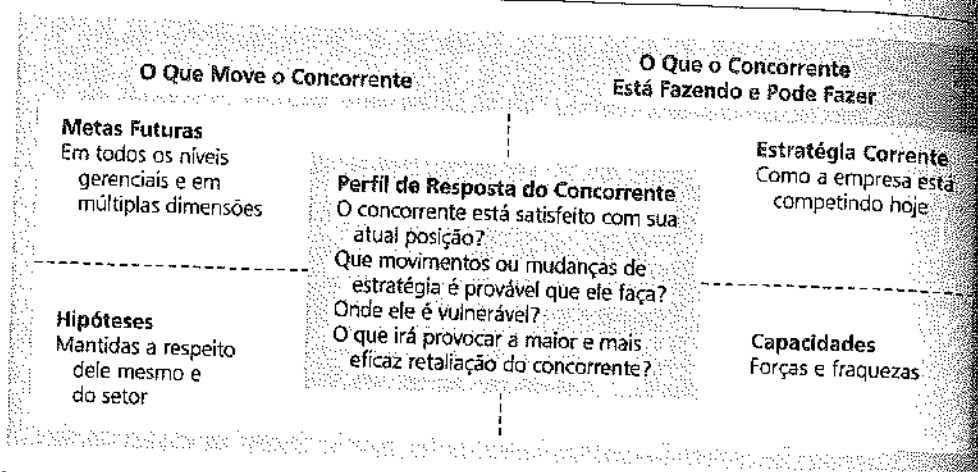 O Que Move o Concorrente
O Que o Concorrente
Está Fazendo e Pode Fazer
Metas Futuras
Em todos os níveis
gerenciais e em
múltiplas dimensões
Estratégia Corrente
Como a empresa está
competindo hoje
Perfil de Resposta do Concorrente
O concorrente está satisfeito com sua
atual posição?
Que movimentos ou mudanças de
estratégia é provável que ele faça?
Onde ele é vulnerável?
O que irá provocar a maior e mais
eficaz retaliação do concorrente?
Hipóteses
Mantidas a respeito
dele mesmo e
do setor
Capacidades
Forças e fraquezas